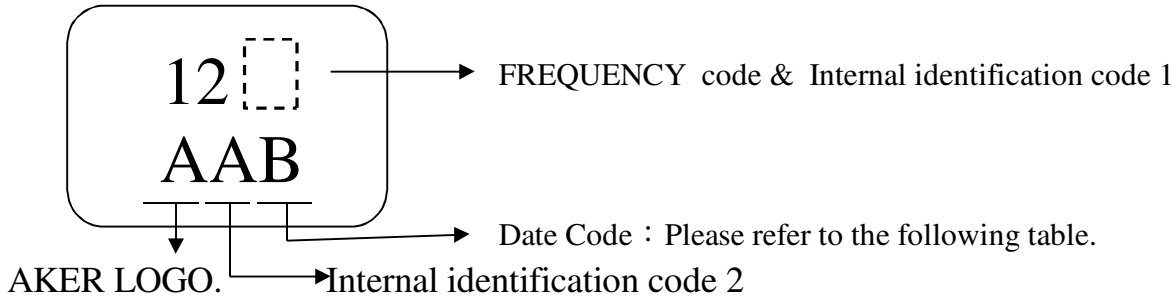 12
FREQUENCY code & Internal identification code 1
AAB
Date Code：Please refer to the following table.
AKER LOGO.
Internal identification code 2